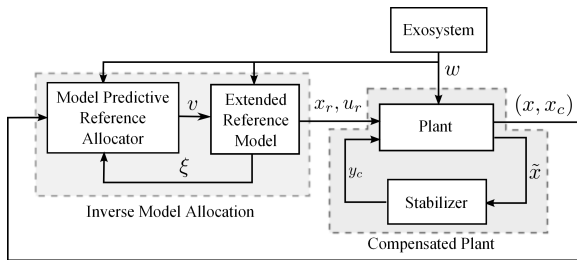 Exosystem
w
Model Predictive
Reference
Allocator
v
Extended
Reference
Model
x_r, u_r
Plant
(x, x_c)
ξ
y_c
x̃
Stabilizer
Inverse Model Allocation
Compensated Plant